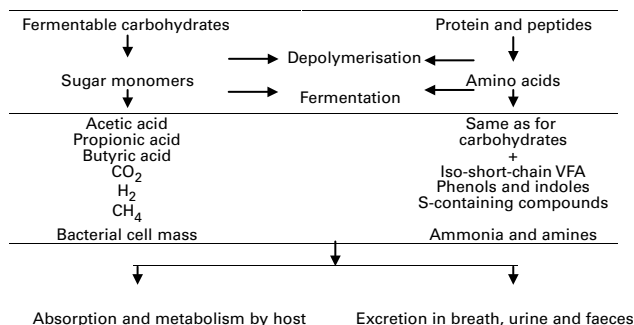 Fermentable carbohydrates
Protein and peptides
Depolymerisation
Sugar monomers
Amino acids
Fermentation
Acetic acid
Propionic acid
Butyric acid
CO2
H2
CH4
Bacterial cell mass
Same as for
carbohydrates
+
Iso-short-chain VFA
Phenols and indoles
S-containing compounds
Ammonia and amines
Absorption and metabolism by host
Excretion in breath, urine and faeces